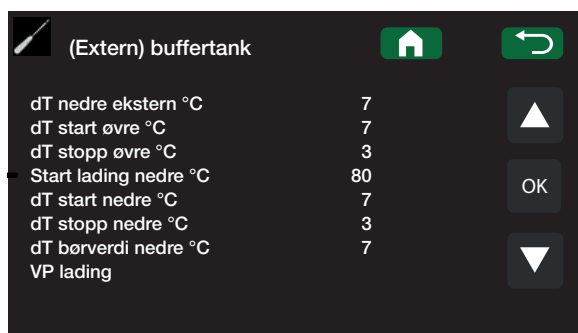 (Extern) buffertank
dT nedre ekstern °C 7
dT start øvre °C 7
dT stopp øvre °C 3
Start lading nedre °C 80
dT start nedre °C 7
dT stopp nedre °C 3
dT børverdi nedre °C 7
VP lading
OK